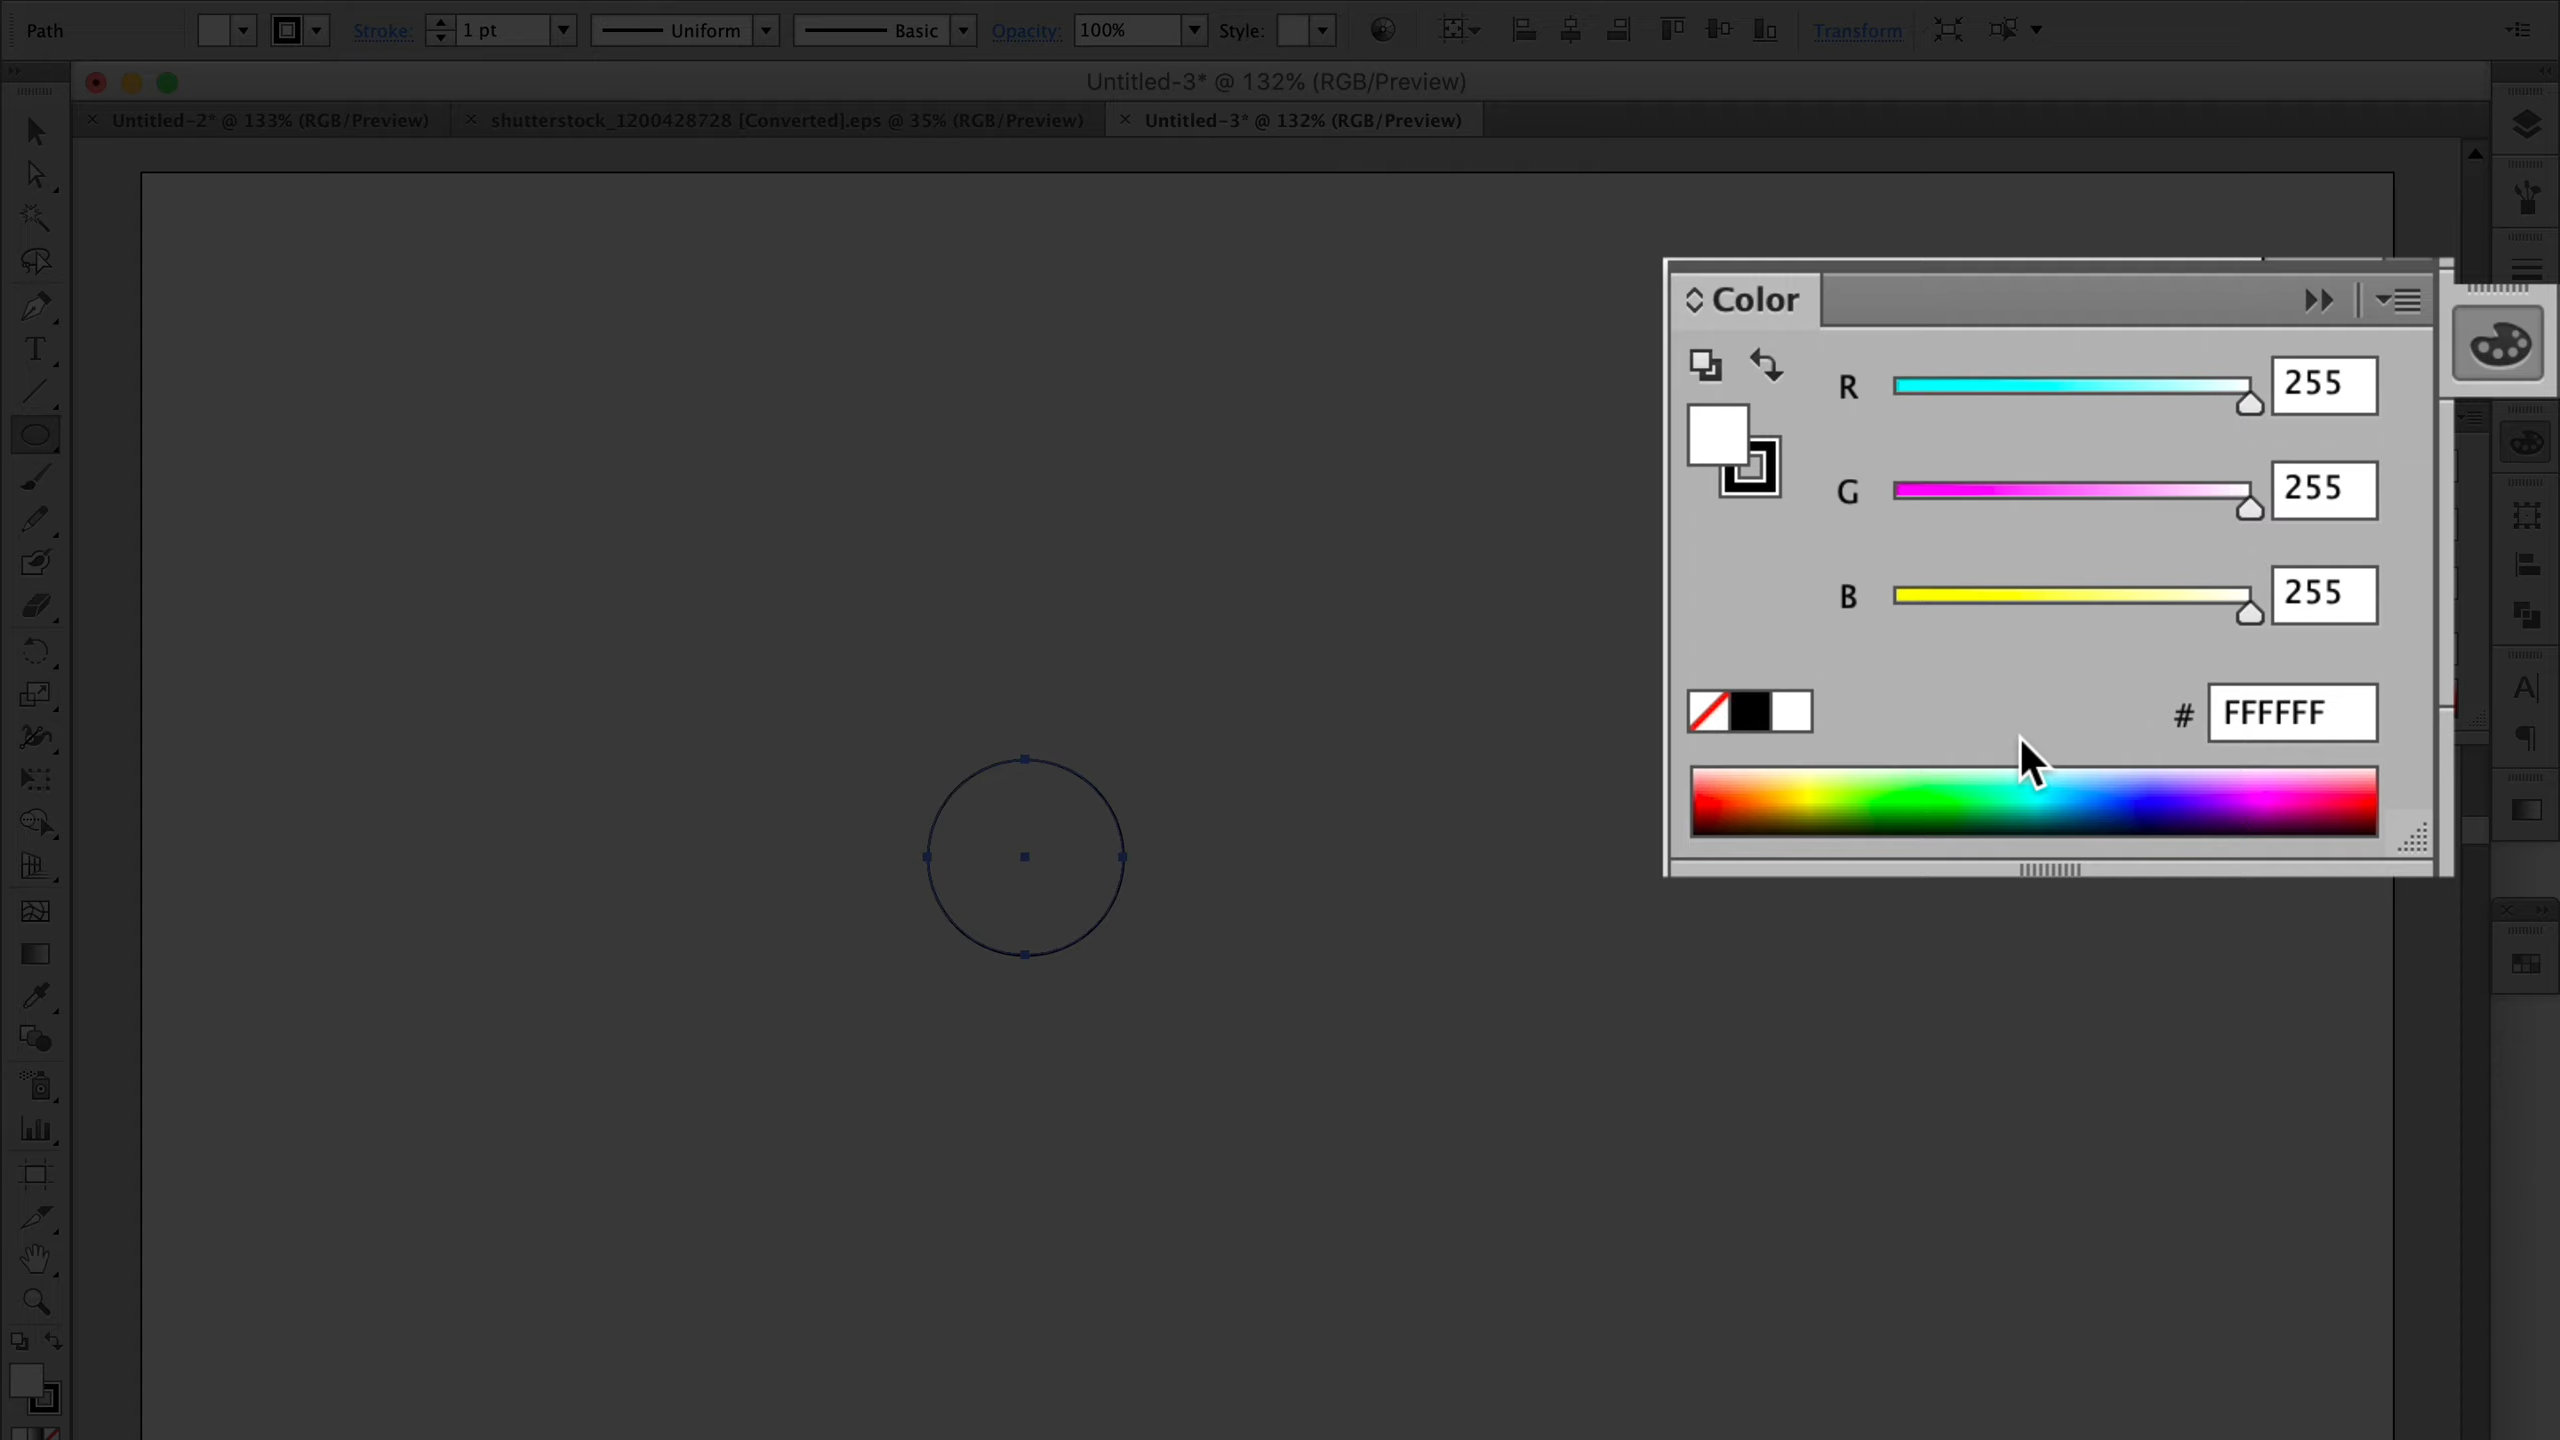 Path Stroke: 1 pt Uniform Basic Opacity: 100% Style: Transform
Untitled-3* @ 132% (RGB/Preview)
Untitled-2* @ 133% (RGB/Preview) shutterstock_1200428728 [Converted].eps @ 35% (RGB/Preview) Untitled-3* @ 132% (RGB/Preview)
Color
R 255
G 255
B 255
# FFFFFF